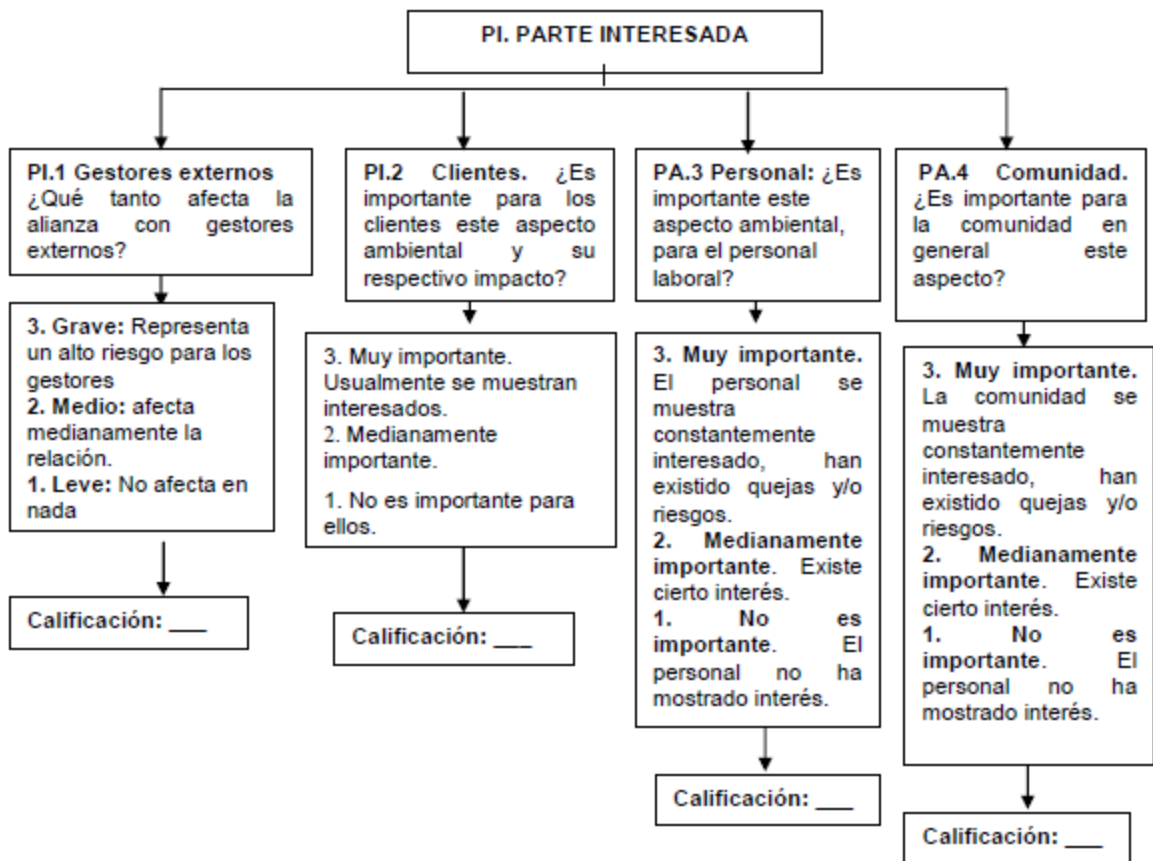 PI. PARTE INTERESADA
PI.1 Gestores externos
¿Qué tanto afecta la
alianza con gestores
externos?
3. Grave: Representa
un alto riesgo para los
gestores
2. Medio: afecta
medianamente la
relación.
1. Leve: No afecta en
nada
Calificación: ___
PI.2 Clientes. ¿Es
importante para los
clientes este aspecto
ambiental y su
respectivo impacto?
3. Muy importante.
Usualmente se muestran
interesados.
2. Medianamente
importante.
1. No es importante para
ellos.
Calificación: ___
PA.3 Personal: ¿Es
importante este
aspecto ambiental,
para el personal
laboral?
3. Muy importante.
El personal se
muestra
constantemente
interesado, han
existido quejas y/o
riesgos.
2. Medianamente
importante. Existe
cierto interés.
1. No es
importante. El
personal no ha
mostrado interés.
Calificación: ___
PA.4 Comunidad.
¿Es importante para
la comunidad en
general este
aspecto?
3. Muy importante.
La comunidad se
muestra
constantemente
interesado, han
existido quejas y/o
riesgos.
2. Medianamente
importante. Existe
cierto interés.
1. No es
importante. El
personal no ha
mostrado interés.
Calificación: ___